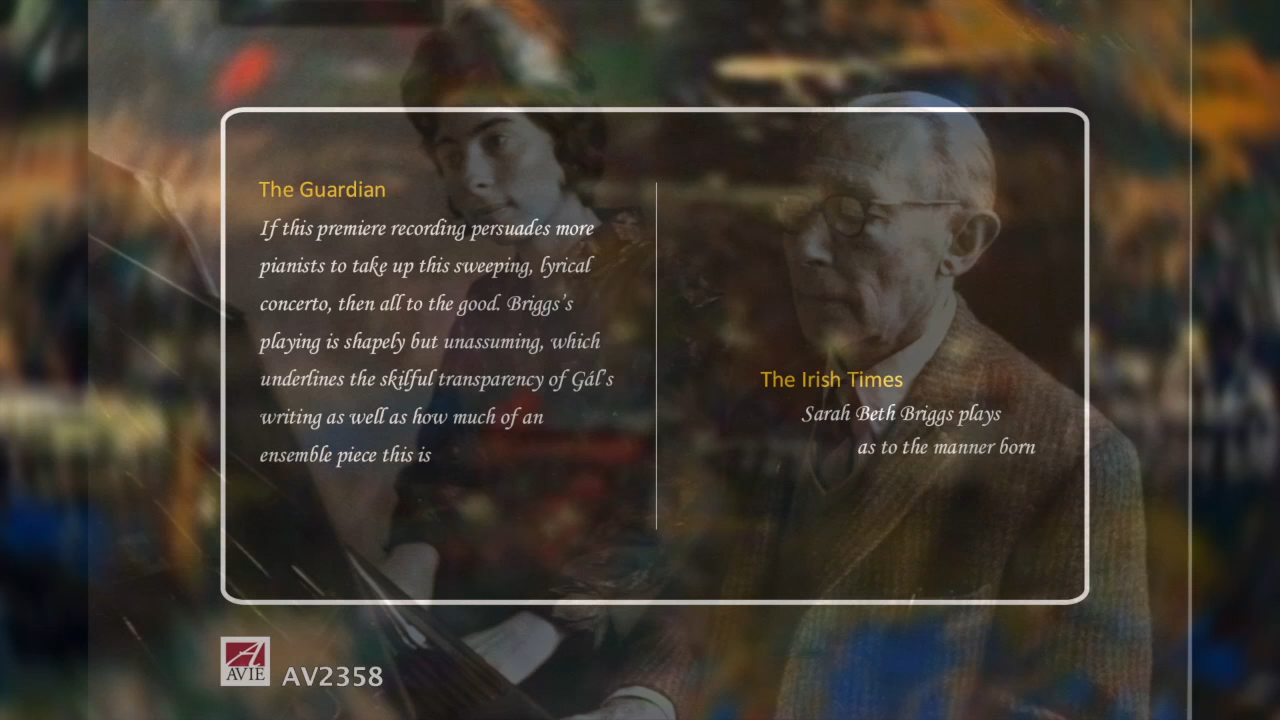 The Guardian
If this premiere recording persuades more
pianists to take up this sweeping, lyrical
concerto, then all to the good. Briggs’s
playing is shapely but unassuming, which
underlines the skilful transparency of Gál’s
writing as well as how much of an
ensemble piece this is
The Irish Times
Sarah Beth Briggs plays
as to the manner born
A
AVIE
AV2358